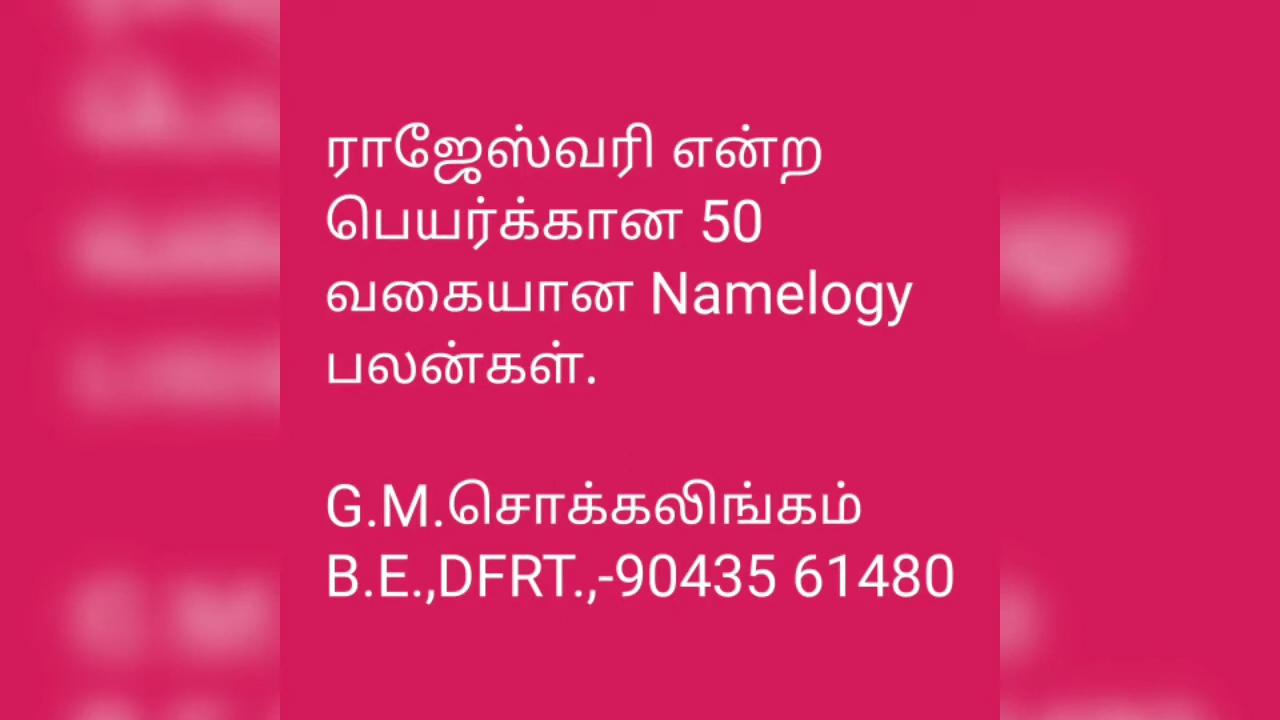 ராஜேஸ்வரி என்ற
பெயர்க்கான 50
வகையான Namelogy
பலன்கள்.
G.M.சொக்கலிங்கம்
B.E.,DFRT.,-90435 61480